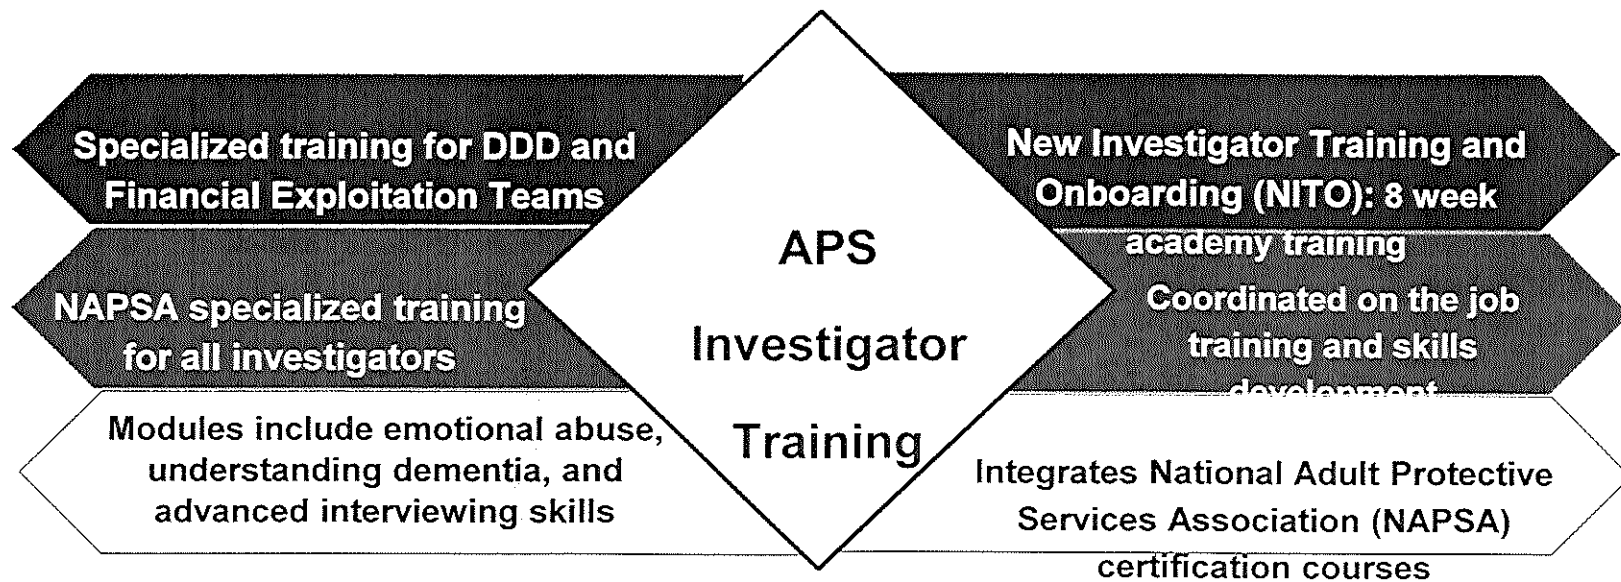 Specialized training for DDD and
Financial Exploitation Teams
NAPSA specialized training
for all investigators
Modules include emotional abuse,
understanding dementia, and
advanced interviewing skills
APS
Investigator
Training
New Investigator Training and
Onboarding (NITO): 8 week
academy training
Coordinated on the job
training and skills
development
Integrates National Adult Protective
Services Association (NAPSA)
certification courses